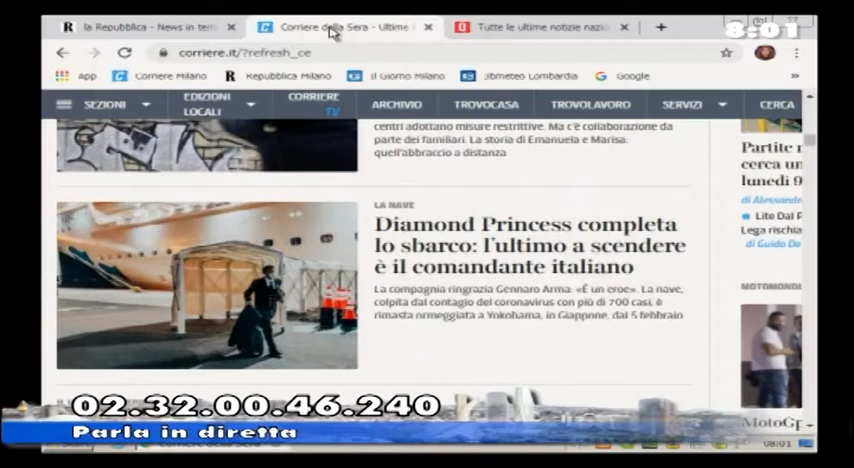 8:01
la Repubblica - News in tem
Corriere della Sera - Ultime
Tutte le ultime notizie nazio
corriere.it/?refresh_ce
App Corriere Milano Repubblica Milano Il Giorno Milano 3bmeteo Lombardia Google »
SEZIONI EDIZIONI LOCALI CORRIERE TV ARCHIVIO TROVOCASA TROVOLAVORO SERVIZI CERCA
centri adottano misure restrittive. Ma c'è collaborazione da
parte dei familiari. La storia di Emanuela e Marisa:
quell'abbraccio a distanza
LA NAVE
Diamond Princess completa
lo sbarco: l'ultimo a scendere
è il comandante italiano
La compagnia ringrazia Gennaro Arma: «È un eroe». La nave,
colpita dal contagio del coronavirus con più di 700 casi, è
rimasta ormeggiata a Yokohama, in Giappone, dal 5 febbraio
Partite
cerca un
lunedì 9
di Alessandr
Lite Dal P
Lega rischia
di Guido De
MOTOMONDI
MotoGp
02.32.00.46.240
Parla in diretta
08:01